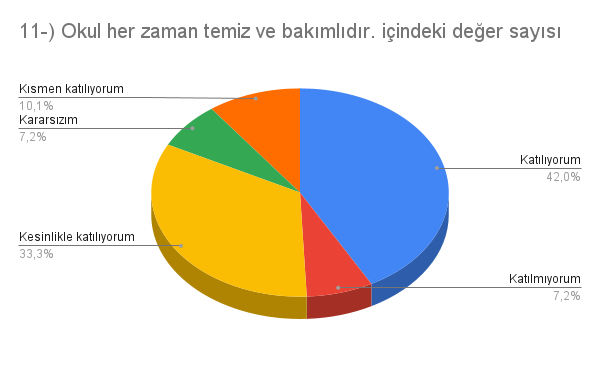 11-) Okul her zaman temiz ve bakımlıdır. içindeki değer sayısı
Kısmen katılıyorum
10,1%
Kararsızım
7,2%
Katılıyorum
42,0%
Kesinlikle katılıyorum
33,3%
Katılmıyorum
7,2%